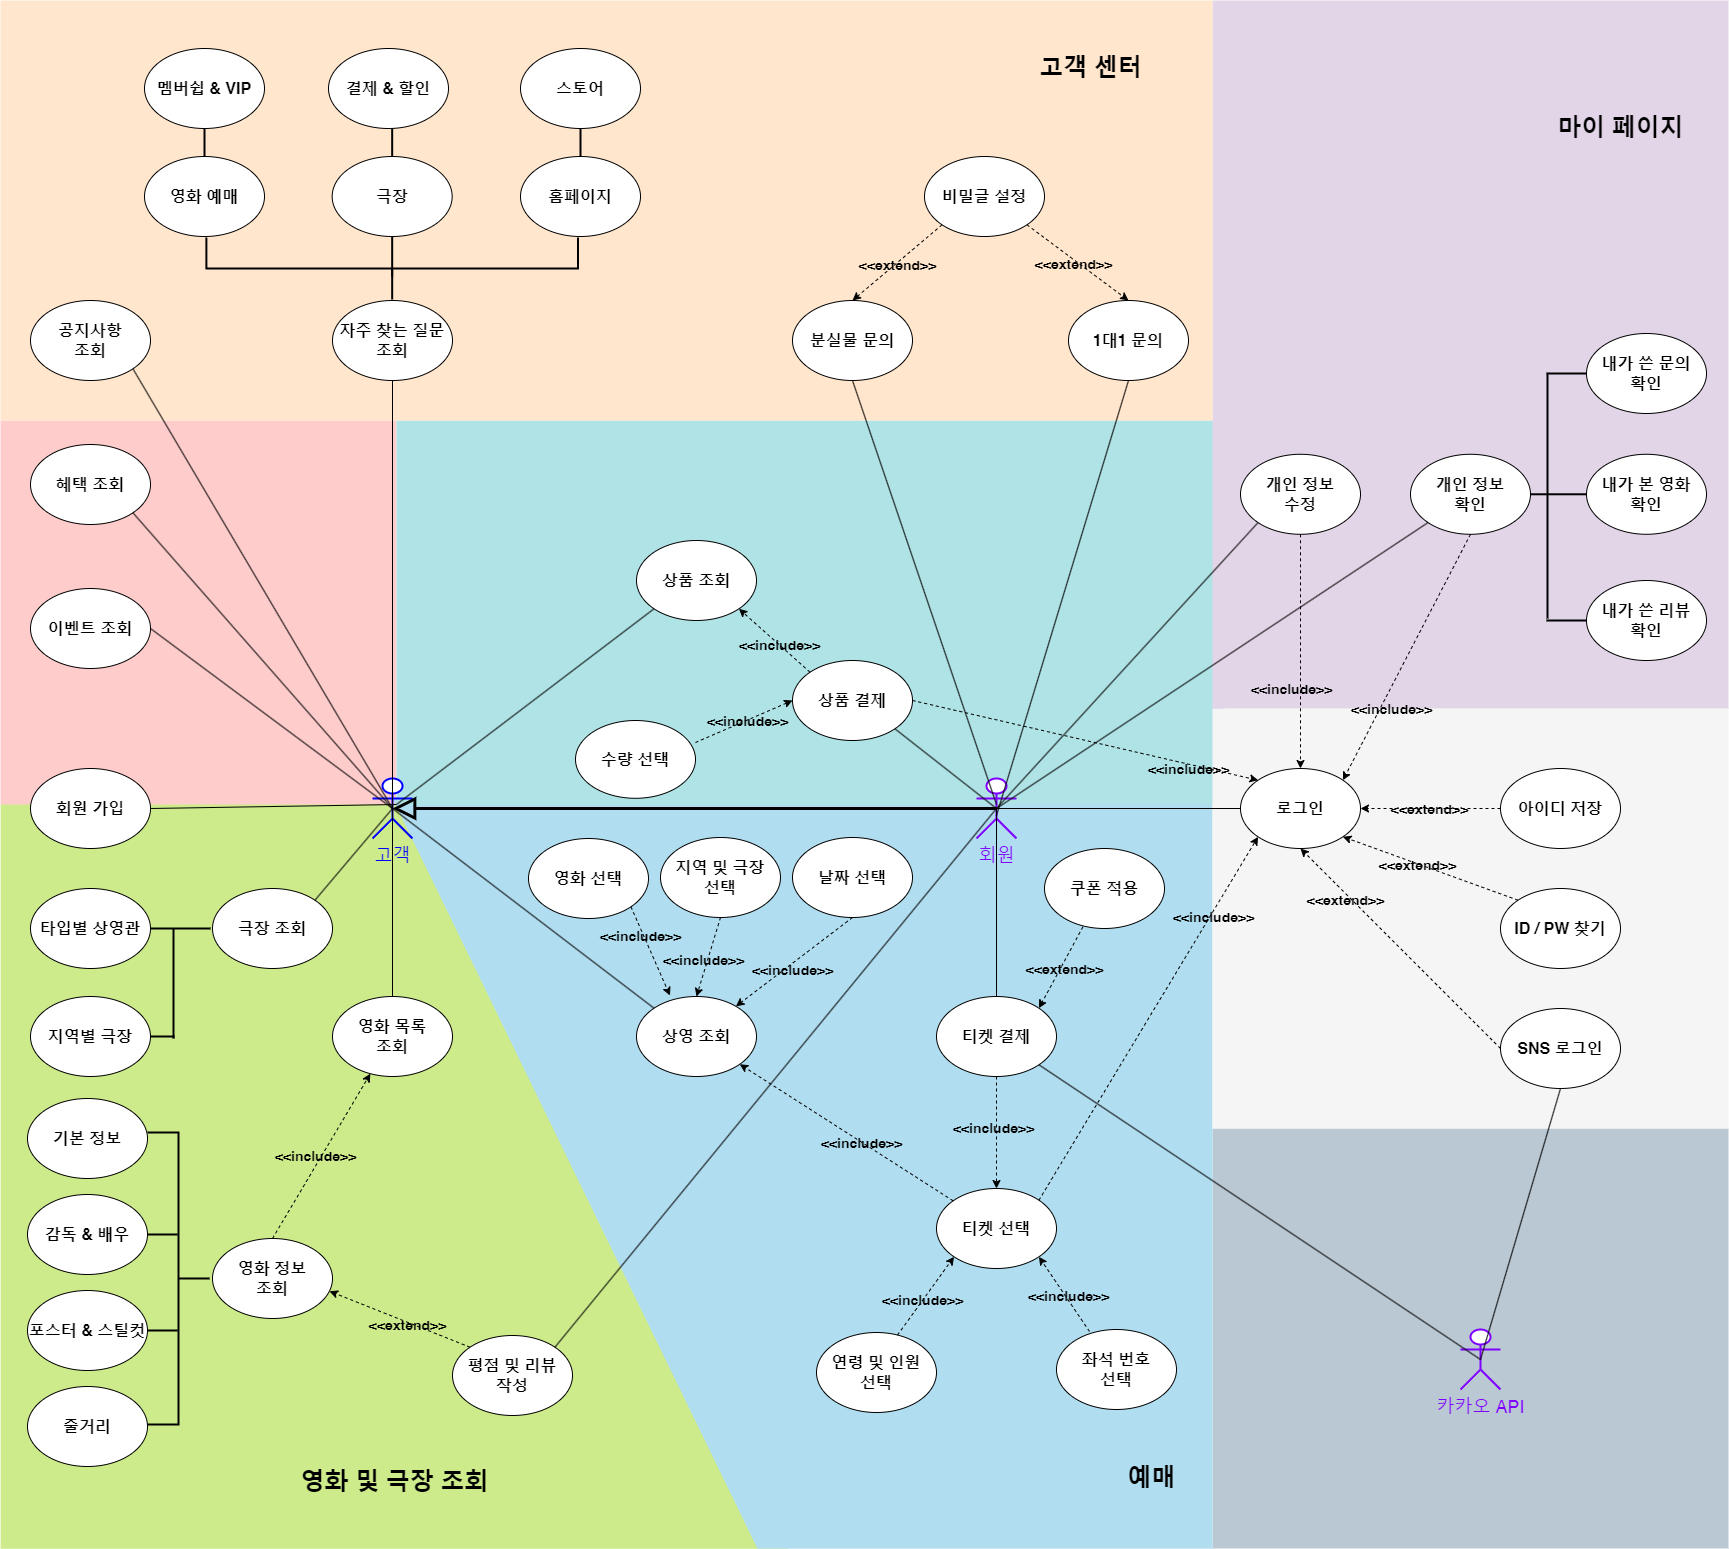 고객 센터
마이 페이지
멤버쉽 & VIP
결제 & 할인
스토어
영화 예매
극장
홈페이지
비밀글 설정
<<extend>>
<<extend>>
공지사항
조회
자주 찾는 질문
조회
분실물 문의
1대1 문의
내가 쓴 문의
확인
혜택 조회
개인 정보
수정
개인 정보
확인
내가 본 영화
확인
상품 조회
이벤트 조회
내가 쓴 리뷰
확인
<<include>>
상품 결제
<<include>>
<<include>>
<<include>>
수량 선택
<<include>>
회원 가입
고객
회원
로그인
<<extend>>
아이디 저장
영화 선택
지역 및 극장
선택
날짜 선택
쿠폰 적용
<<extend>>
<<extend>>
<<include>>
타입별 상영관
극장 조회
ID / PW 찾기
<<include>>
<<include>>
<<include>>
<<extend>>
지역별 극장
영화 목록
조회
상영 조회
티켓 결제
SNS 로그인
기본 정보
<<include>>
<<include>>
<<include>>
감독 & 배우
티켓 선택
영화 정보
조회
<<include>>
<<include>>
포스터 & 스틸컷
<<extend>>
평점 및 리뷰
작성
연령 및 인원
선택
좌석 번호
선택
카카오 API
줄거리
영화 및 극장 조회
예매